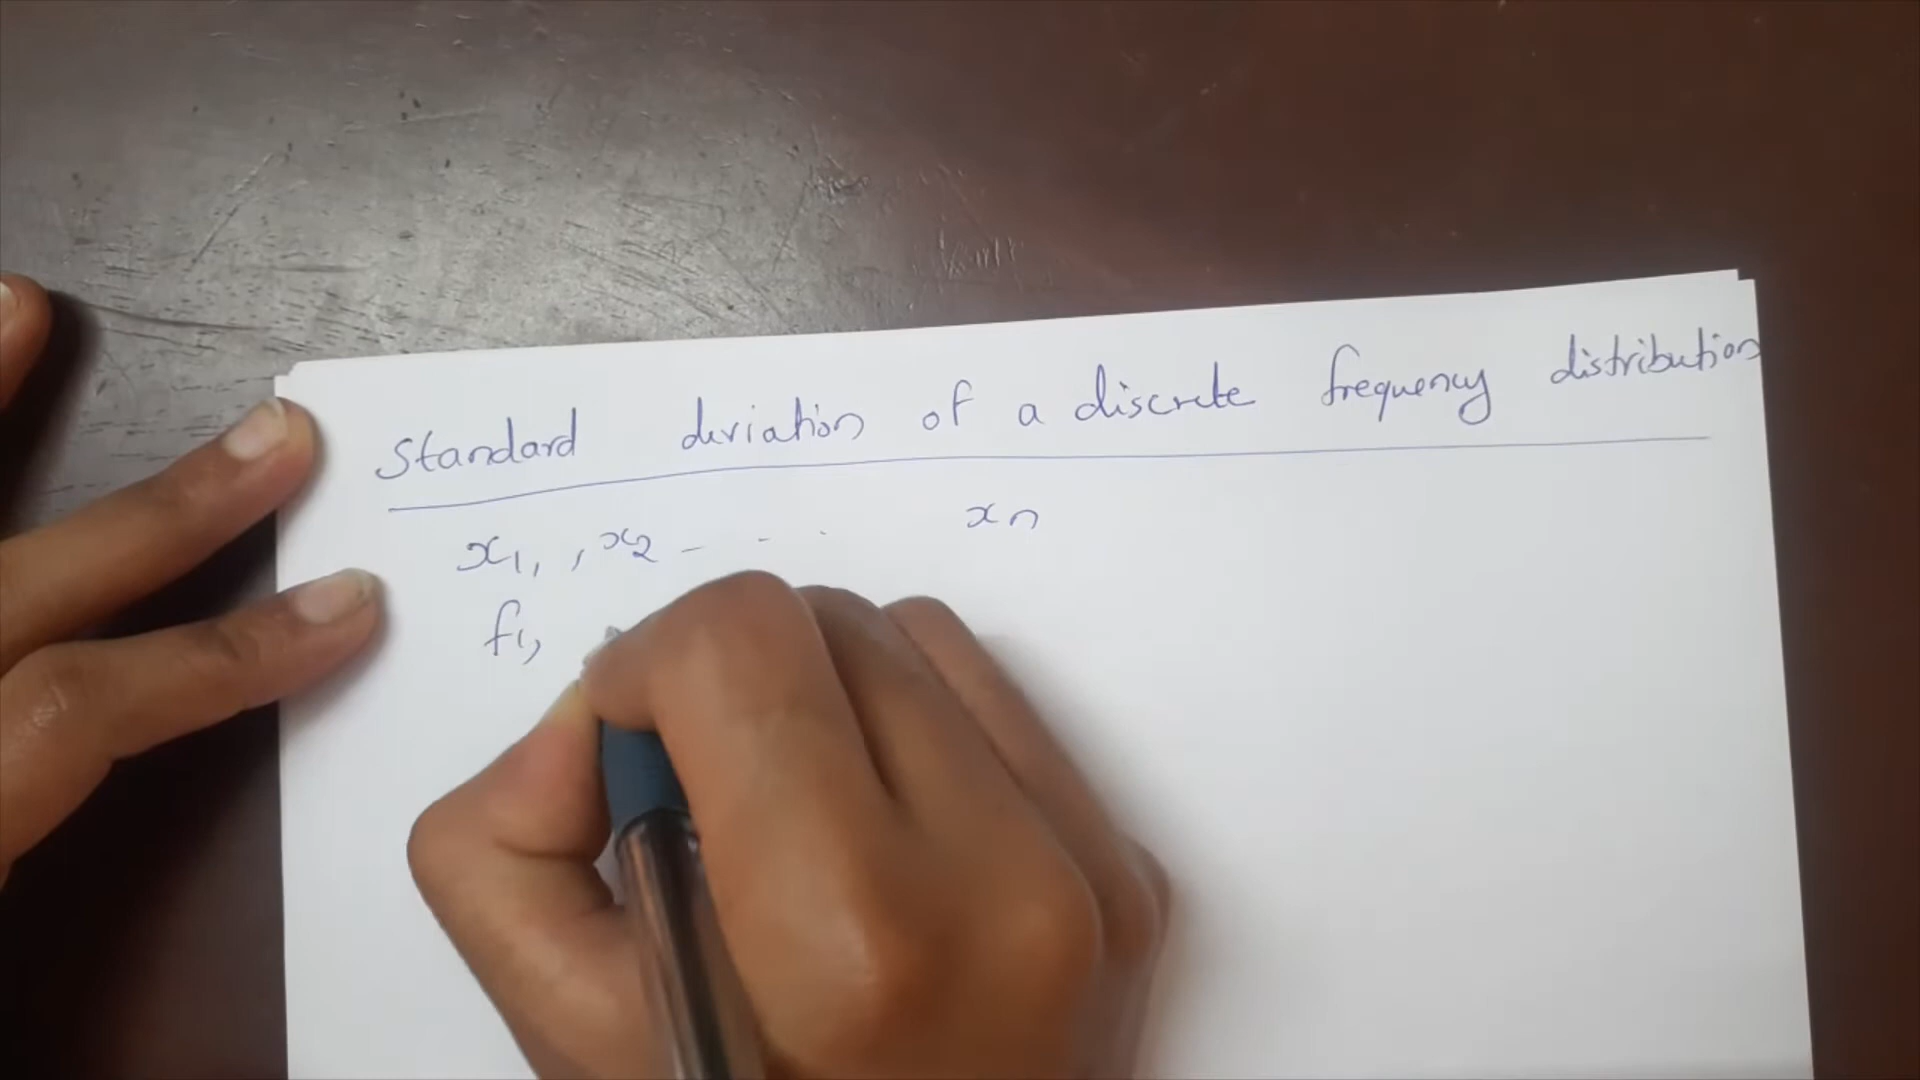 Standard deviation of a discrete frequency distribution
x1, , x2 - - . xn
f1,